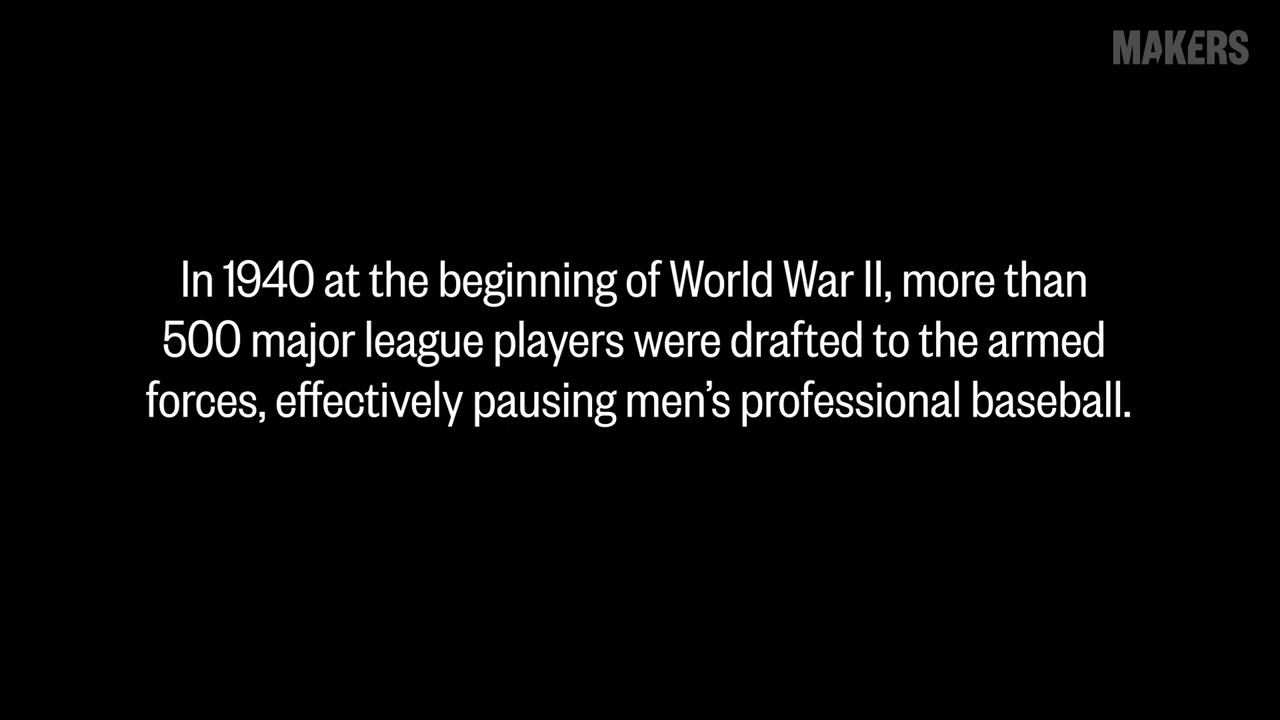 MAKERS
In 1940 at the beginning of World War II, more than
500 major league players were drafted to the armed
forces, effectively pausing men’s professional baseball.